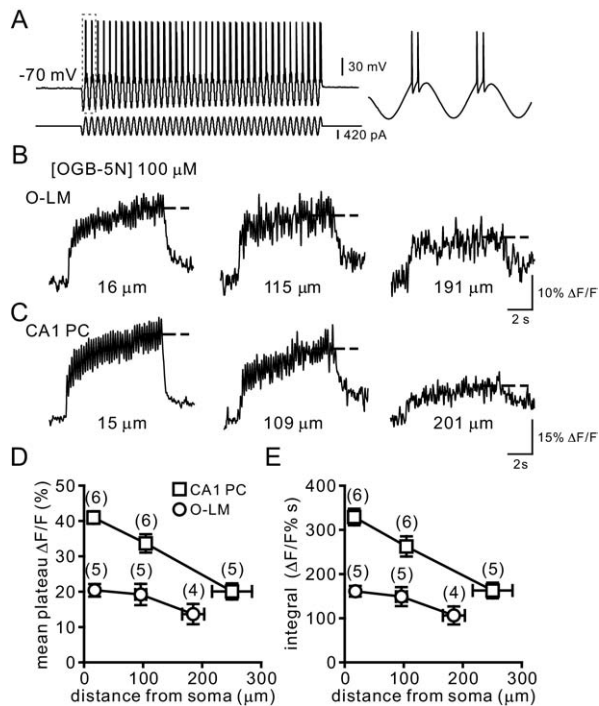 A
-70 mV
30 mV
420 pA
B
[OGB-5N] 100 μM
O-LM
16 μm
115 μm
191 μm
10% ΔF/F
2 s
C
CA1 PC
15 μm
109 μm
201 μm
15% ΔF/F
2s
D
mean plateau ΔF/F (%)
50
40
30
20
10
0
(6)
(6)
(5)
(5)
(5)
(4)
CA1 PC
O-LM
0
100
200
300
distance from soma (μm)
E
integral (ΔF/F% s)
400
300
200
100
0
(6)
(6)
(5)
(5)
(5)
(4)
0
100
200
300
distance from soma (μm)